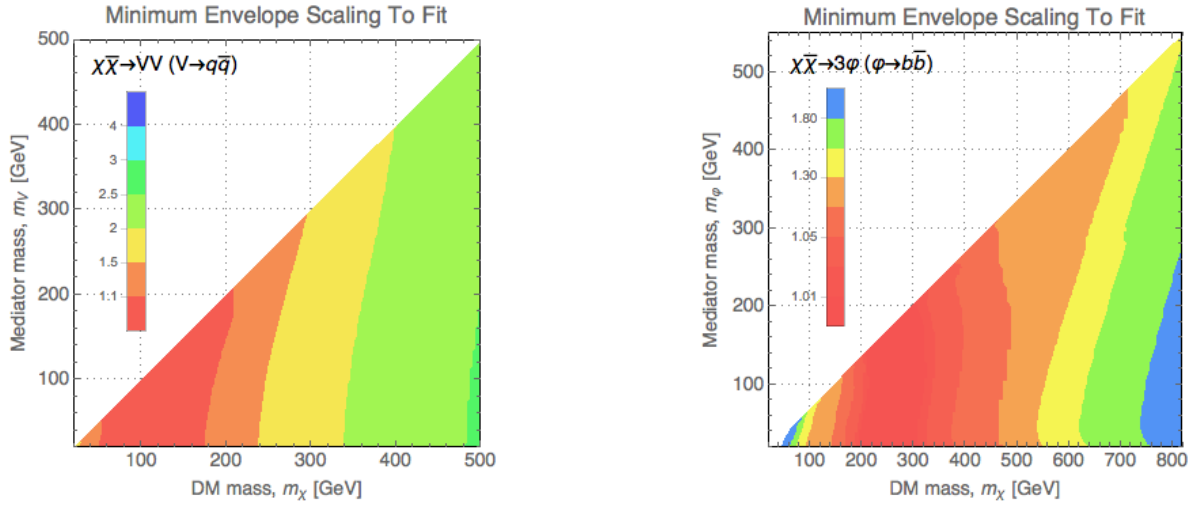 Minimum Envelope Scaling To Fit
χχ̄→VV (V→qq̄)
500
400
300
200
100
Mediator mass, m_V [GeV]
4
3
2.5
2
1.5
1.1
100 200 300 400 500
DM mass, m_χ [GeV]
Minimum Envelope Scaling To Fit
χχ̄→3φ (φ→bb̄)
500
400
300
200
100
Mediator mass, m_φ [GeV]
1.80
1.30
1.05
1.01
100 200 300 400 500 600 700 800
DM mass, m_χ [GeV]